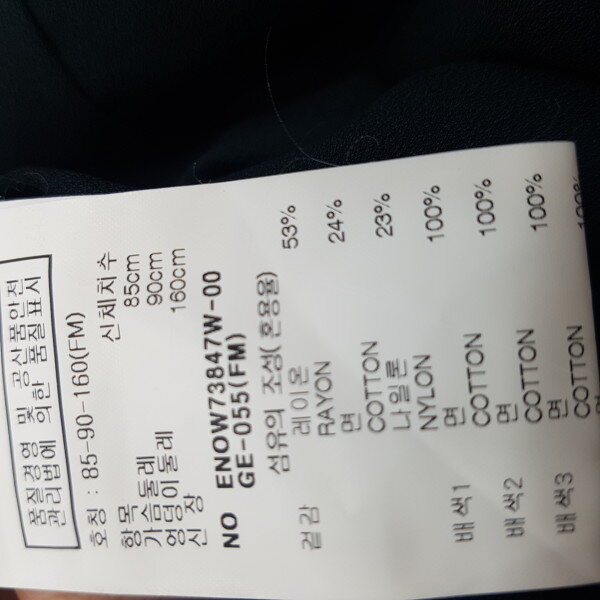 품질경영 및 공산품안전
관리법에 의한 품질표시
호칭 : 85-90-160(FM)
항목 신체치수
가슴둘레 85cm
엉덩이둘레 90cm
신장 160cm
NO ENOW73847W-00
GE-055(FM)
섬유의 조성(혼용율)
겉감 레이온 53%
RAYON
면 24%
COTTON
나일론 23%
NYLON
배색1 면 100%
COTTON
배색2 면 100%
COTTON
배색3 면 100%
COTTON